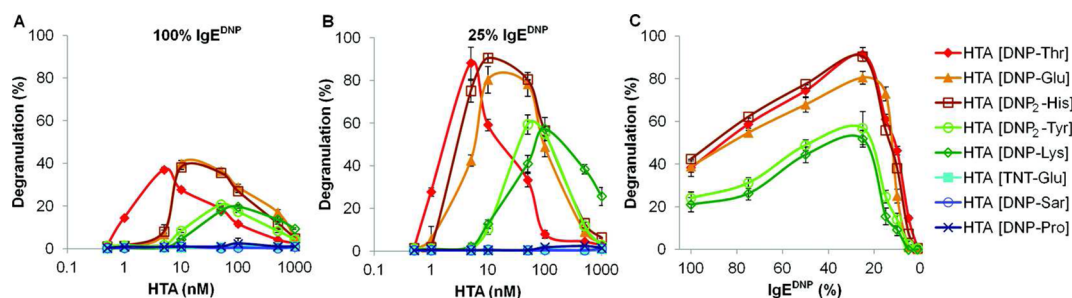 A
100% IgE^DNP
Degranulation (%)
100
80
60
40
20
0
0.1
1
10
100
1000
HTA (nM)
B
25% IgE^DNP
Degranulation (%)
100
80
60
40
20
0
0.1
1
10
100
1000
HTA (nM)
C
Degranulation (%)
100
80
60
40
20
0
100
80
60
40
20
0
IgE^DNP (%)
HTA [DNP-Thr]
HTA [DNP-Glu]
HTA [DNP₂-His]
HTA [DNP₂-Tyr]
HTA [DNP-Lys]
HTA [TNT-Glu]
HTA [DNP-Sar]
HTA [DNP-Pro]